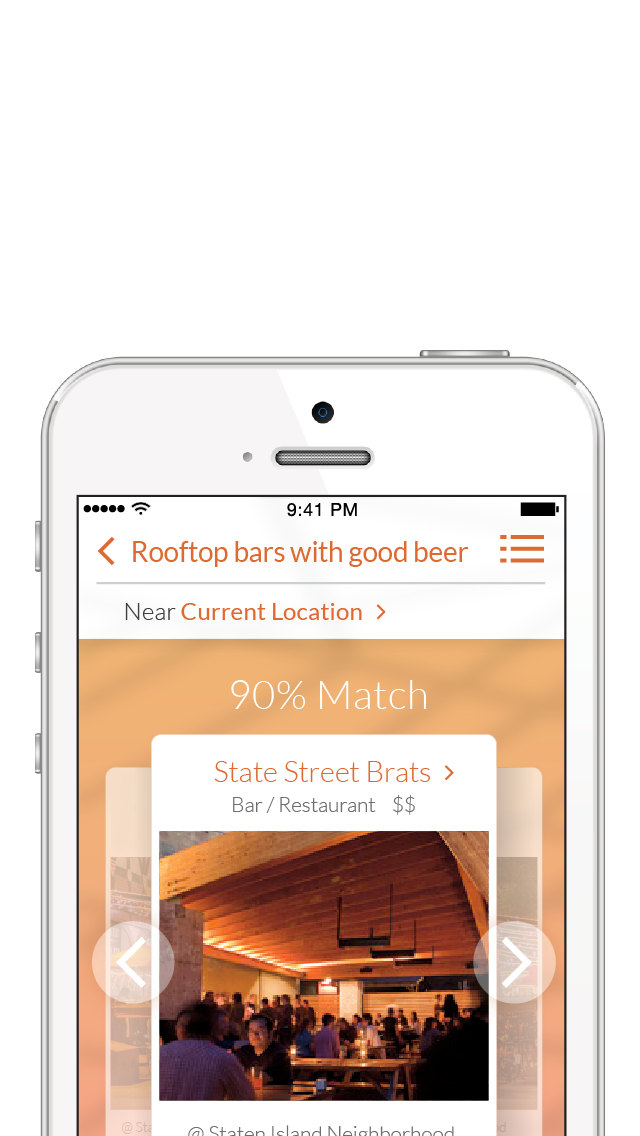 9:41 PM
Rooftop bars with good beer
Near Current Location
90% Match
State Street Brats
Bar / Restaurant $$
@ Staten Island Neighborhood